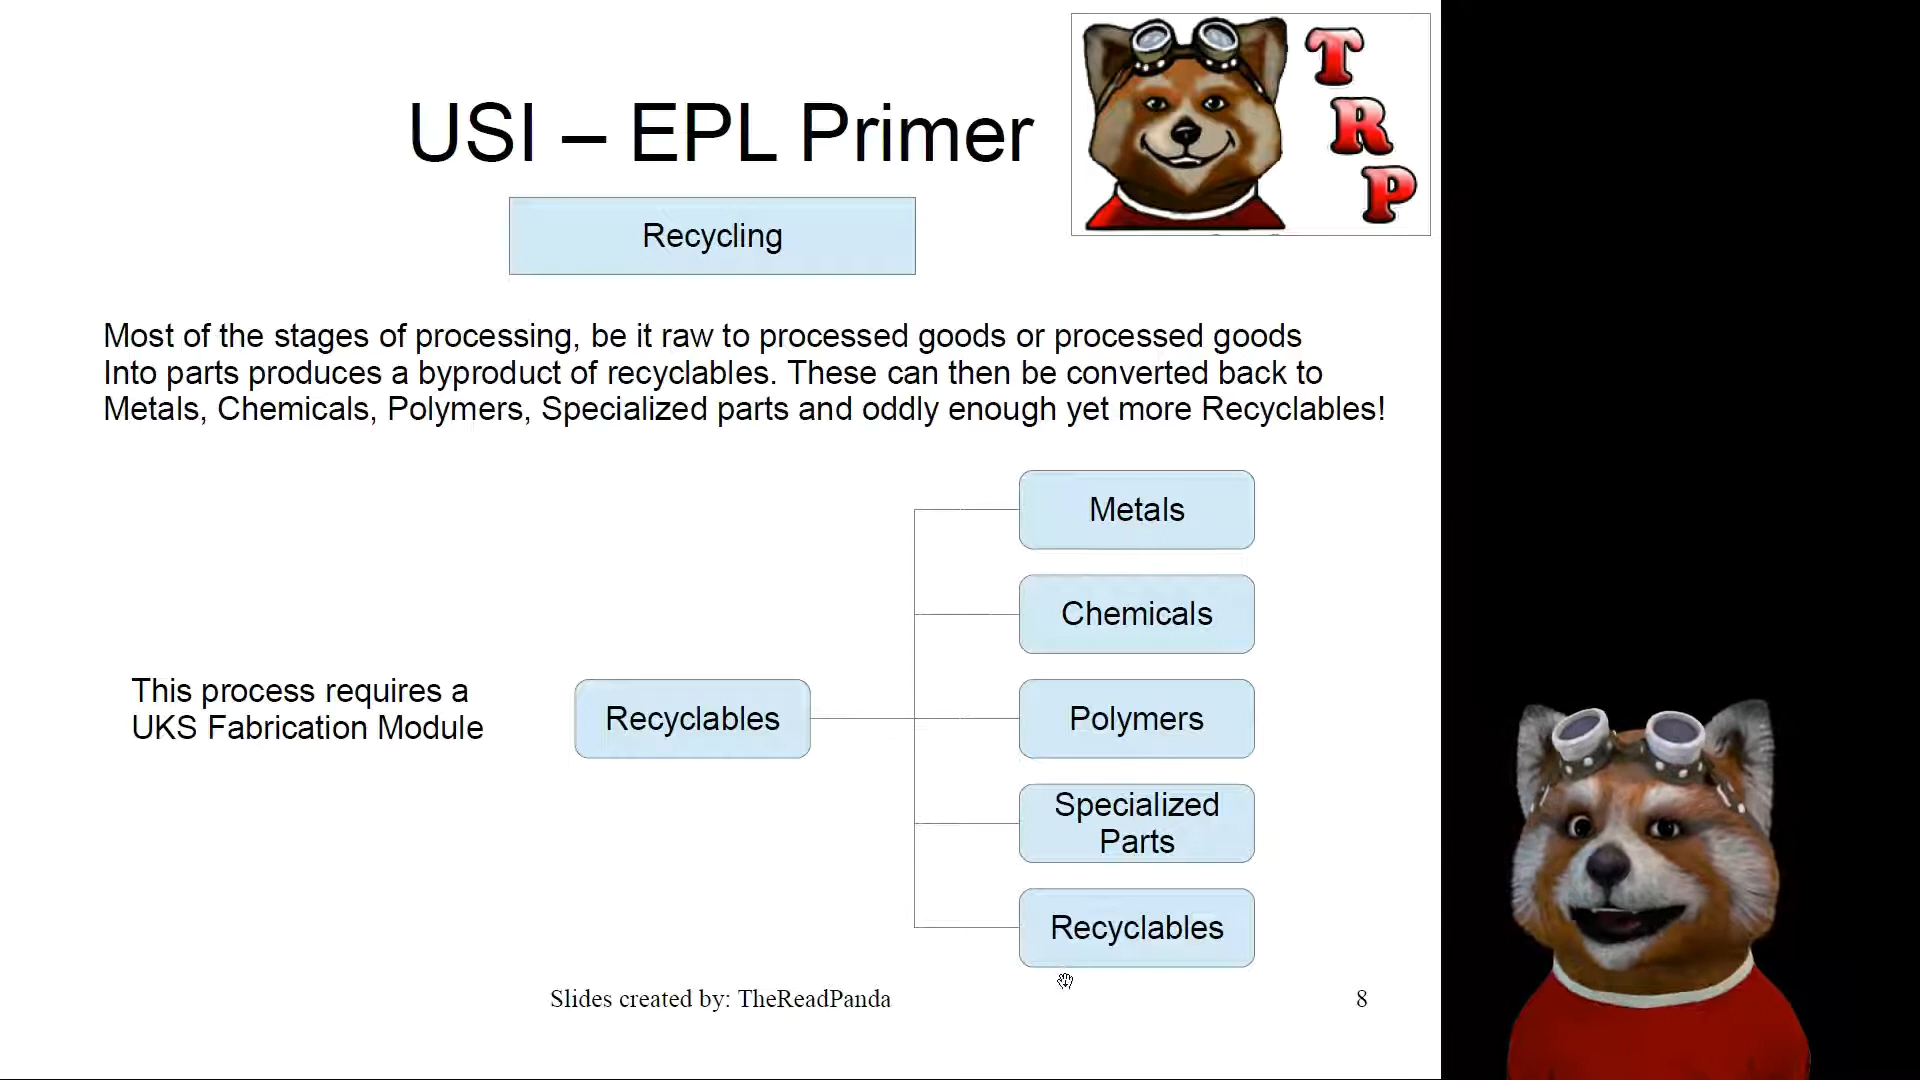 USI – EPL Primer
T
R
P
Recycling
Most of the stages of processing, be it raw to processed goods or processed goods
Into parts produces a byproduct of recyclables. These can then be converted back to
Metals, Chemicals, Polymers, Specialized parts and oddly enough yet more Recyclables!
Metals
Chemicals
This process requires a
UKS Fabrication Module
Recyclables
Polymers
Specialized
Parts
Recyclables
Slides created by: TheReadPanda
8